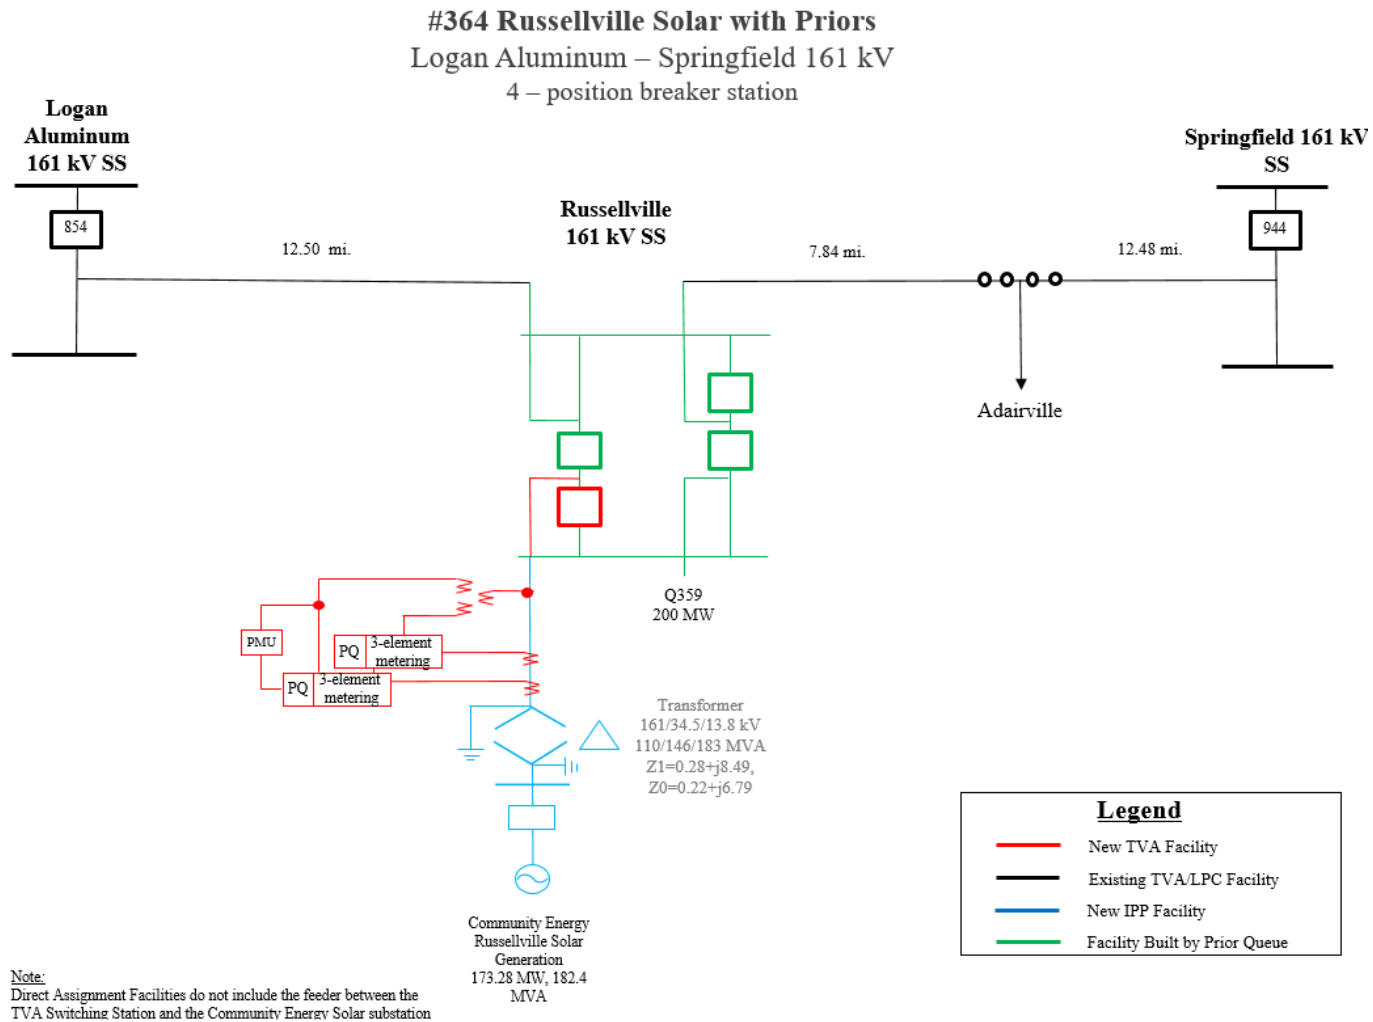 #364 Russellville Solar with Priors
Logan Aluminum – Springfield 161 kV
4 – position breaker station
Logan
Aluminum
161 kV SS
Springfield 161 kV
SS
854
944
Russellville
161 kV SS
12.50 mi.
7.84 mi.
12.48 mi.
Adairville
Q359
200 MW
PMU
PQ
3-element
metering
PQ
3-element
metering
Transformer
161/34.5/13.8 kV
110/146/183 MVA
Z1=0.28+j8.49,
Z0=0.22+j6.79
Community Energy
Russellville Solar
Generation
173.28 MW, 182.4
MVA
Legend
New TVA Facility
Existing TVA/LPC Facility
New IPP Facility
Facility Built by Prior Queue
Note:
Direct Assignment Facilities do not include the feeder between the
TVA Switching Station and the Community Energy Solar substation